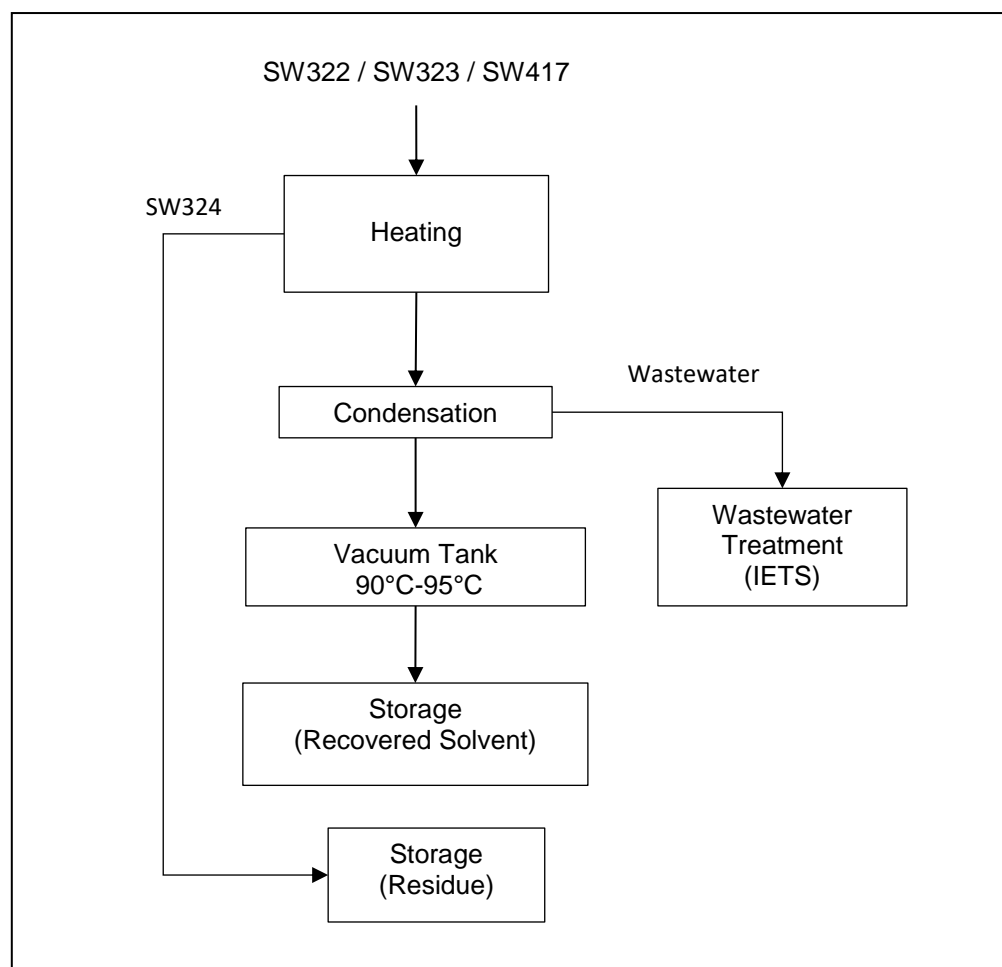 SW322 / SW323 / SW417
SW324
Heating
Wastewater
Condensation
Wastewater
Treatment
(IETS)
Vacuum Tank
90°C-95°C
Storage
(Recovered Solvent)
Storage
(Residue)